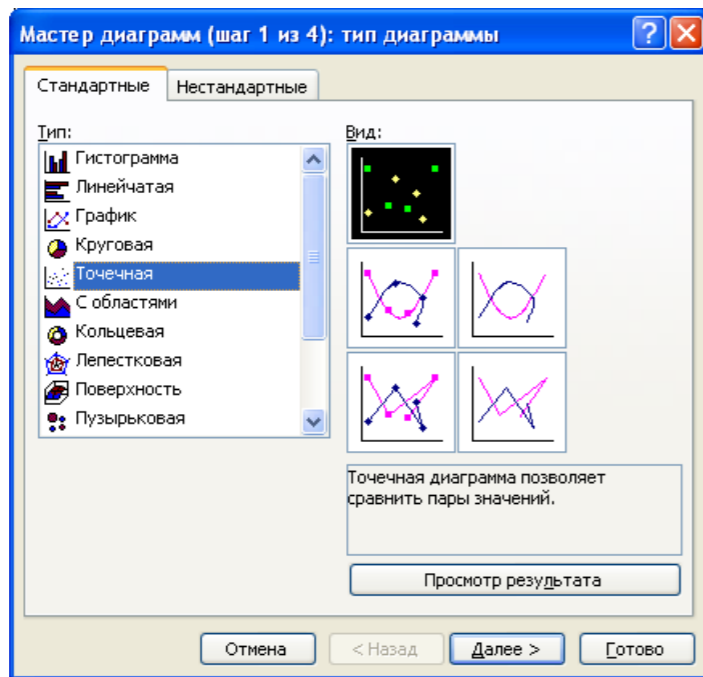 Мастер диаграмм (шаг 1 из 4): тип диаграммы
Стандартные Нестандартные
Тип:
Гистограмма
Линейчатая
График
Круговая
Точечная
С областями
Кольцевая
Лепестковая
Поверхность
Пузырьковая
Вид:
Точечная диаграмма позволяет
сравнить пары значений.
Просмотр результата
Отмена < Назад Далее > Готово